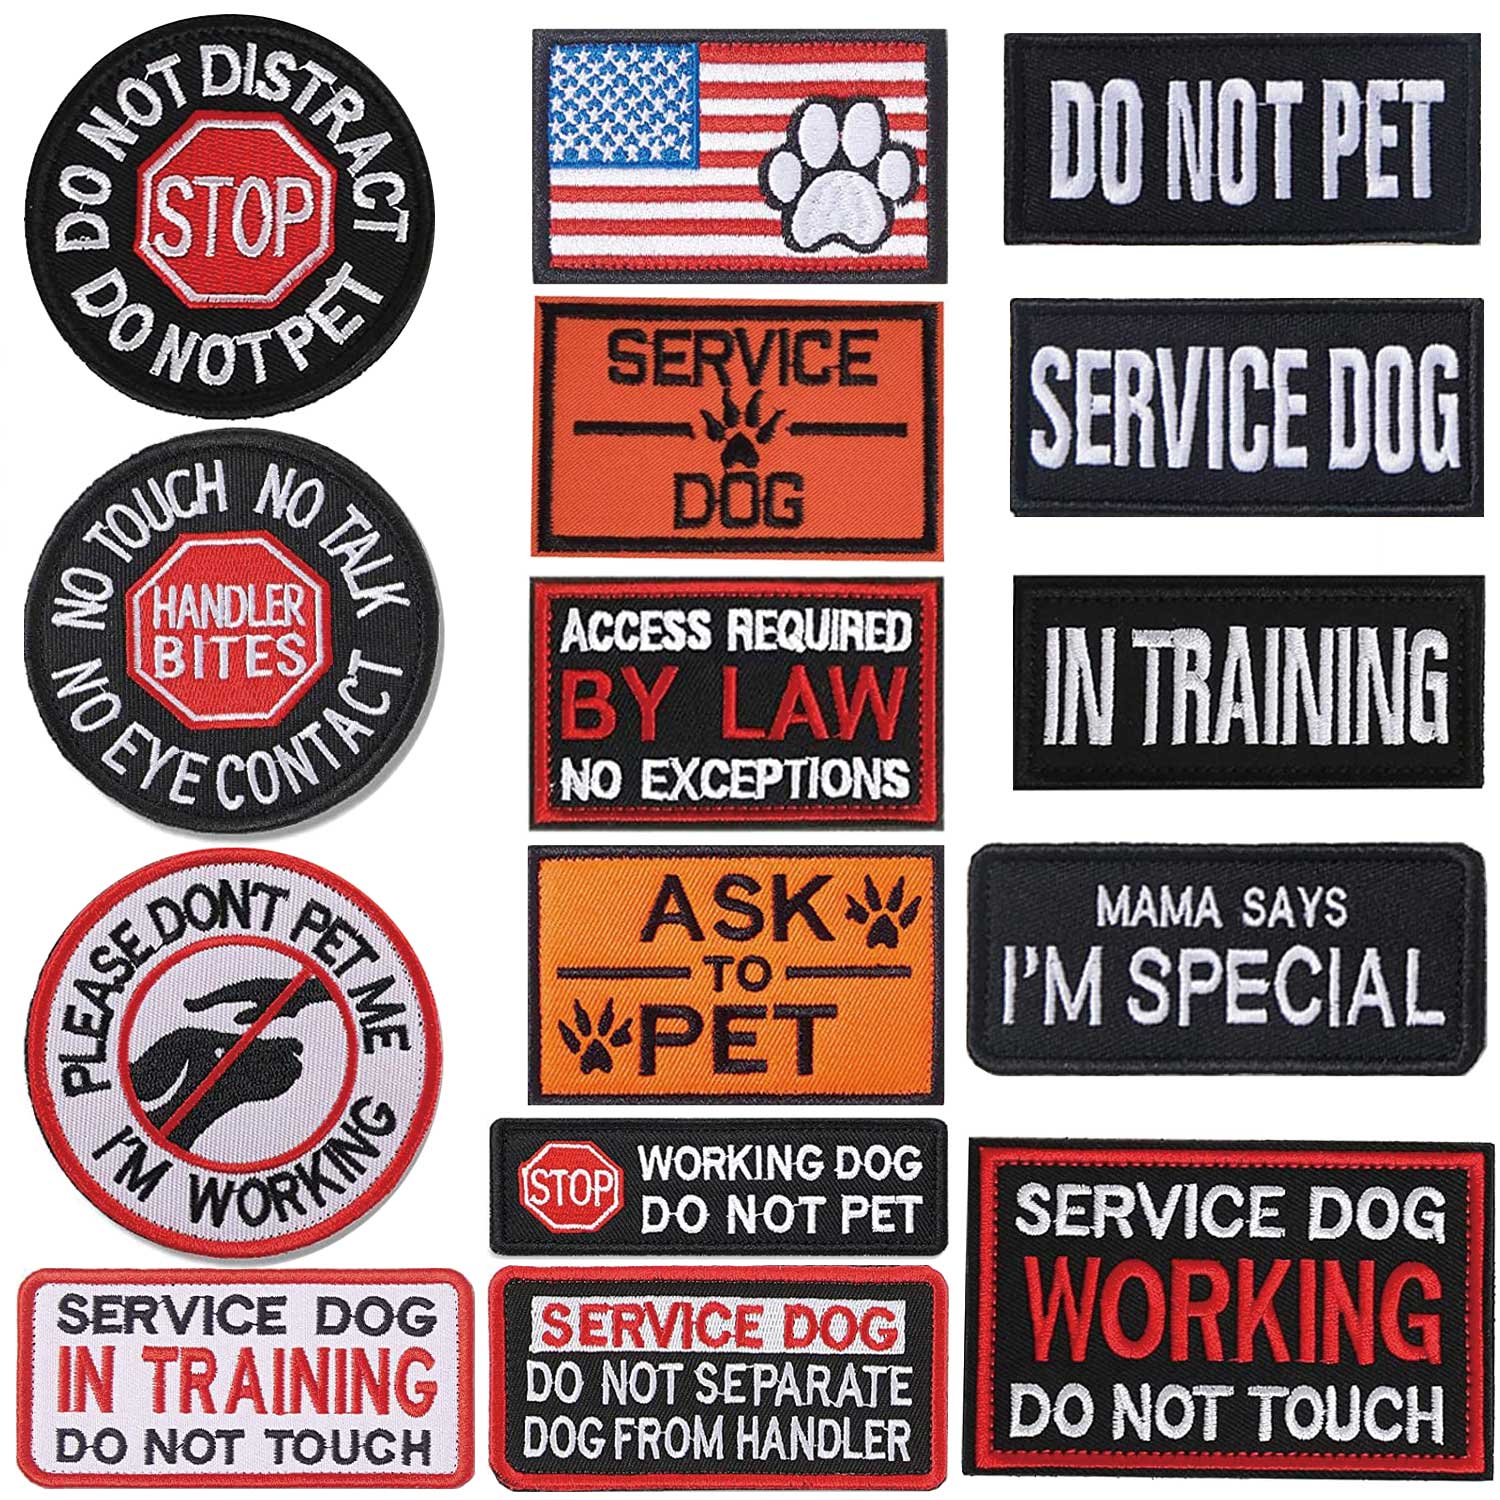 DO NOT DISTRACT
STOP
DO NOT PET
NO TOUCH NO TALK
HANDLER
BITES
NO EYE CONTACT
PLEASE DON'T PET ME
I'M WORKING
SERVICE DOG
IN TRAINING
DO NOT TOUCH
SERVICE
DOG
ACCESS REQUIRED
BY LAW
NO EXCEPTIONS
ASK
TO
PET
STOP
WORKING DOG
DO NOT PET
SERVICE DOG
DO NOT SEPARATE
DOG FROM HANDLER
DO NOT PET
SERVICE DOG
IN TRAINING
MAMA SAYS
I'M SPECIAL
SERVICE DOG
WORKING
DO NOT TOUCH